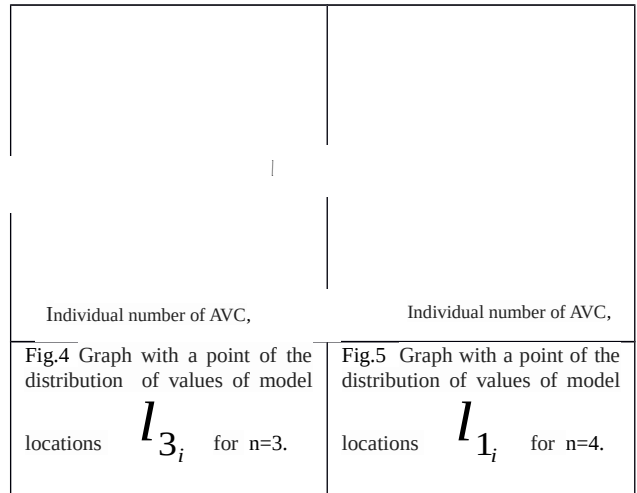 l
Individual number of AVC,
Individual number of AVC,
Fig.4 Graph with a point of the
distribution of values of model
locations l3i for n=3.
Fig.5 Graph with a point of the
distribution of values of model
locations l1i for n=4.